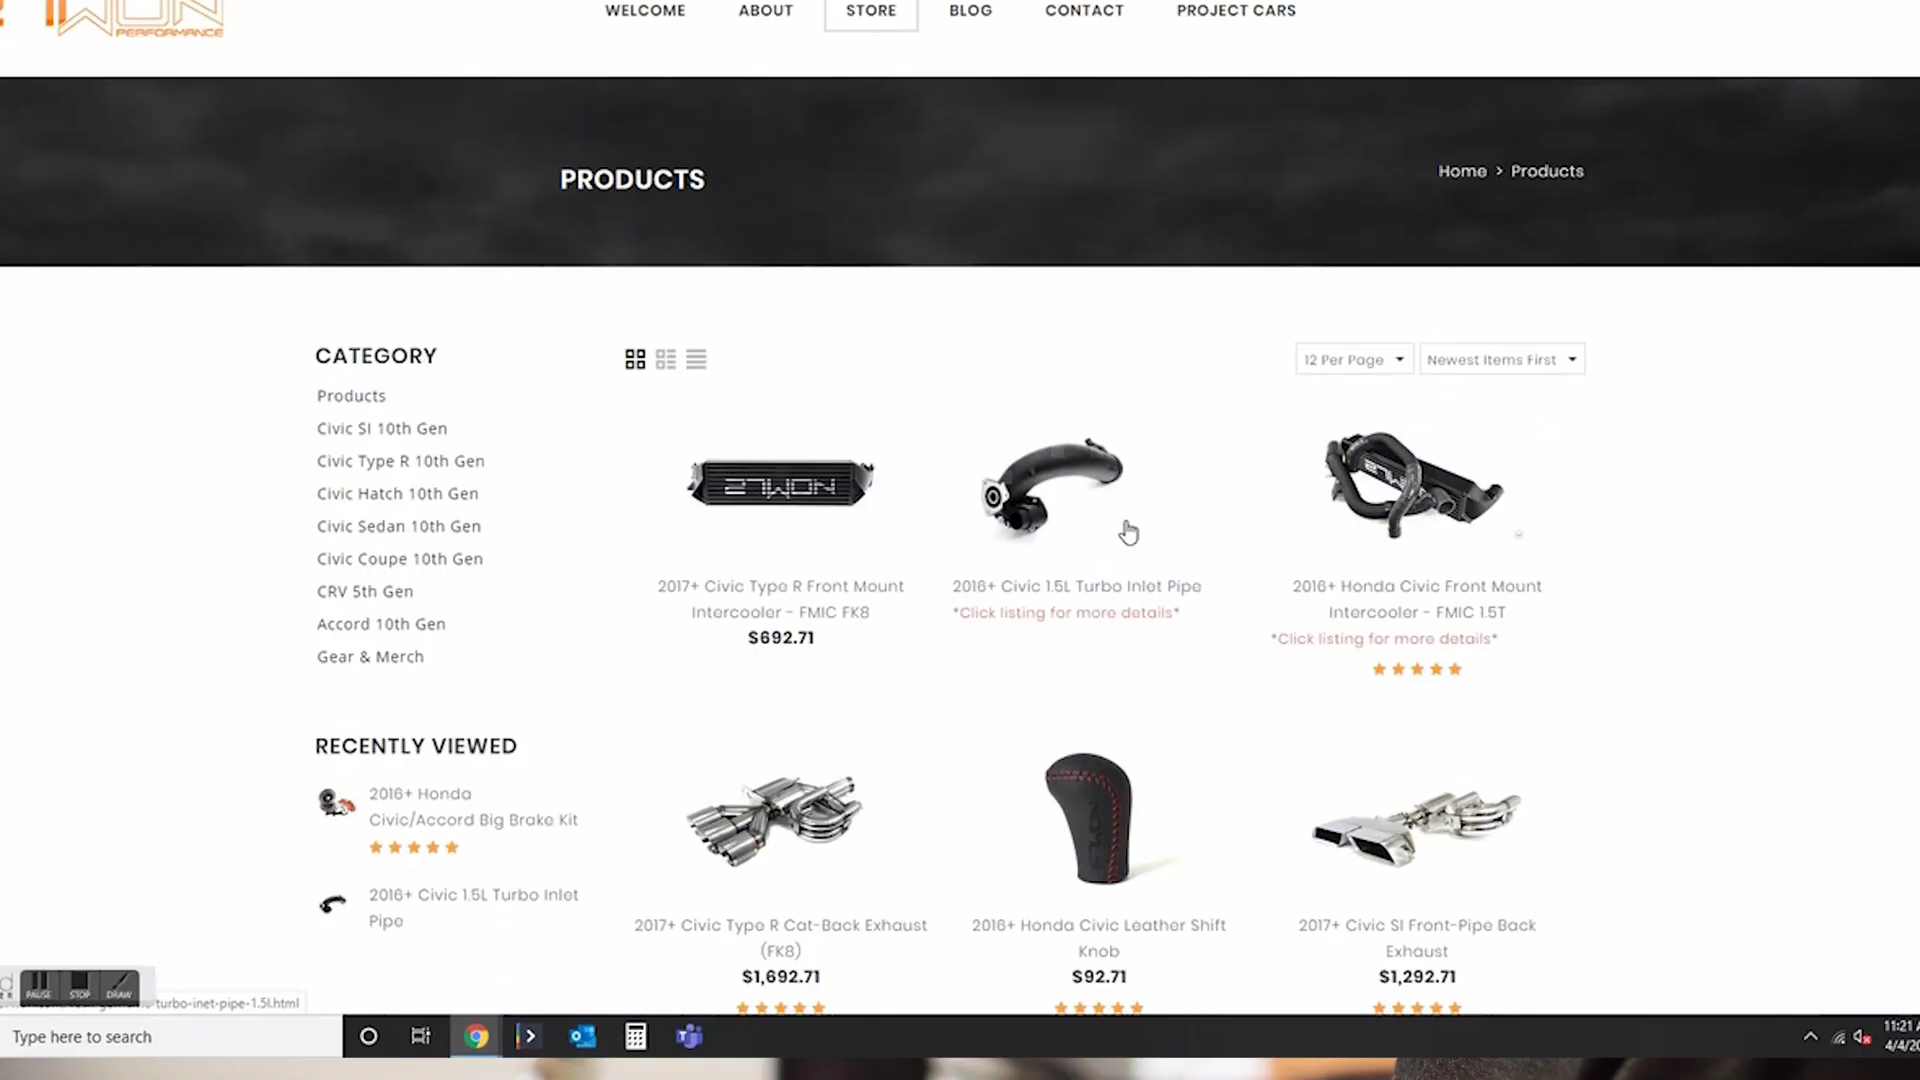 PERFORMANCE
WELCOME
ABOUT
STORE
BLOG
CONTACT
PROJECT CARS
PRODUCTS
Home > Products
CATEGORY
Products
Civic SI 10th Gen
Civic Type R 10th Gen
Civic Hatch 10th Gen
Civic Sedan 10th Gen
Civic Coupe 10th Gen
CRV 5th Gen
Accord 10th Gen
Gear & Merch
RECENTLY VIEWED
2016+ Honda
Civic/Accord Big Brake Kit
2016+ Civic 1.5L Turbo Inlet
Pipe
12 Per Page
Newest Items First
27WON
2017+ Civic Type R Front Mount
Intercooler - FMIC FK8
$692.71
2016+ Civic 1.5L Turbo Inlet Pipe
*Click listing for more details*
2016+ Honda Civic Front Mount
Intercooler - FMIC 1.5T
*Click listing for more details*
2017+ Civic Type R Cat-Back Exhaust
(FK8)
$1,692.71
27WON
2016+ Honda Civic Leather Shift
Knob
$92.71
2017+ Civic SI Front-Pipe Back
Exhaust
$1,292.71
PAUSE
STOP
DRAW
turbo-inet-pipe-1.5l.html
Type here to search
11:21
4/4/20